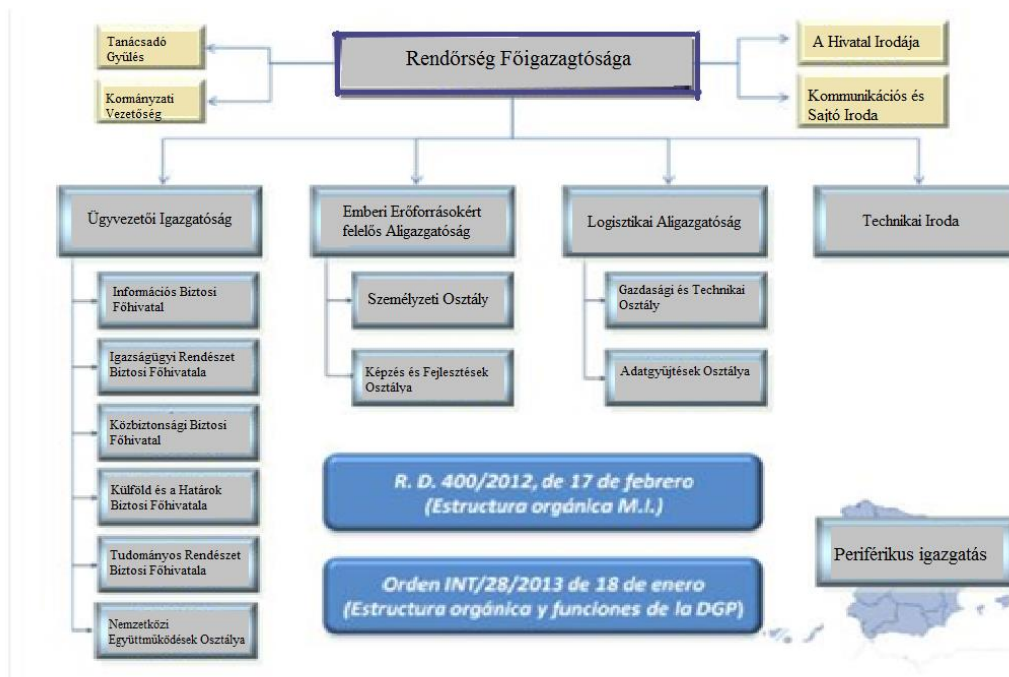 Tanácsadó
Gyülés
Kormányzati
Vezetőség
Rendőrség Főigazagtósága
A Hivatal Irodája
Kommunikációs és
Sajtó Iroda
Ügyvezetői Igazgatóság
Emberi Erőforrásokért
felelős Aligazgatóság
Logisztikai Aligazgatóság
Technikai Iroda
Információs Biztosi
Főhivatal
Igazságügyi Rendészet
Biztosi Főhivatala
Közbiztonsági Biztosi
Főhivatal
Külföld és a Határok
Biztosi Főhivatala
Tudományos Rendészet
Biztosi Főhivatala
Nemzetközi
Együttműködések Osztálya
Személyzeti Osztály
Képzés és Fejlesztések
Osztálya
Gazdasági és Technikai
Osztály
Adatgyüjtések Osztálya
R. D. 400/2012, de 17 de febrero
(Estructura orgánica M.I.)
Orden INT/28/2013 de 18 de enero
(Estructura orgánica y funciones de la DGP)
Periférikus igazgatás